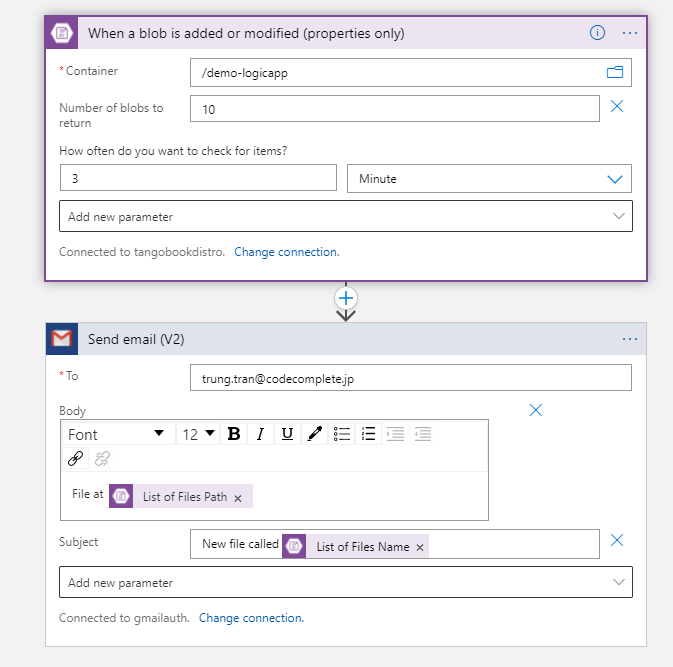 When a blob is added or modified (properties only)
* Container
/demo-logicapp
Number of blobs to
return
10
How often do you want to check for items?
3
Minute
Add new parameter
Connected to tangobookdistro. Change connection.
Send email (V2)
* To
trung.tran@codecomplete.jp
Body
Font 12 B I U
File at List of Files Path ×
Subject
New file called List of Files Name ×
Add new parameter
Connected to gmailauth. Change connection.